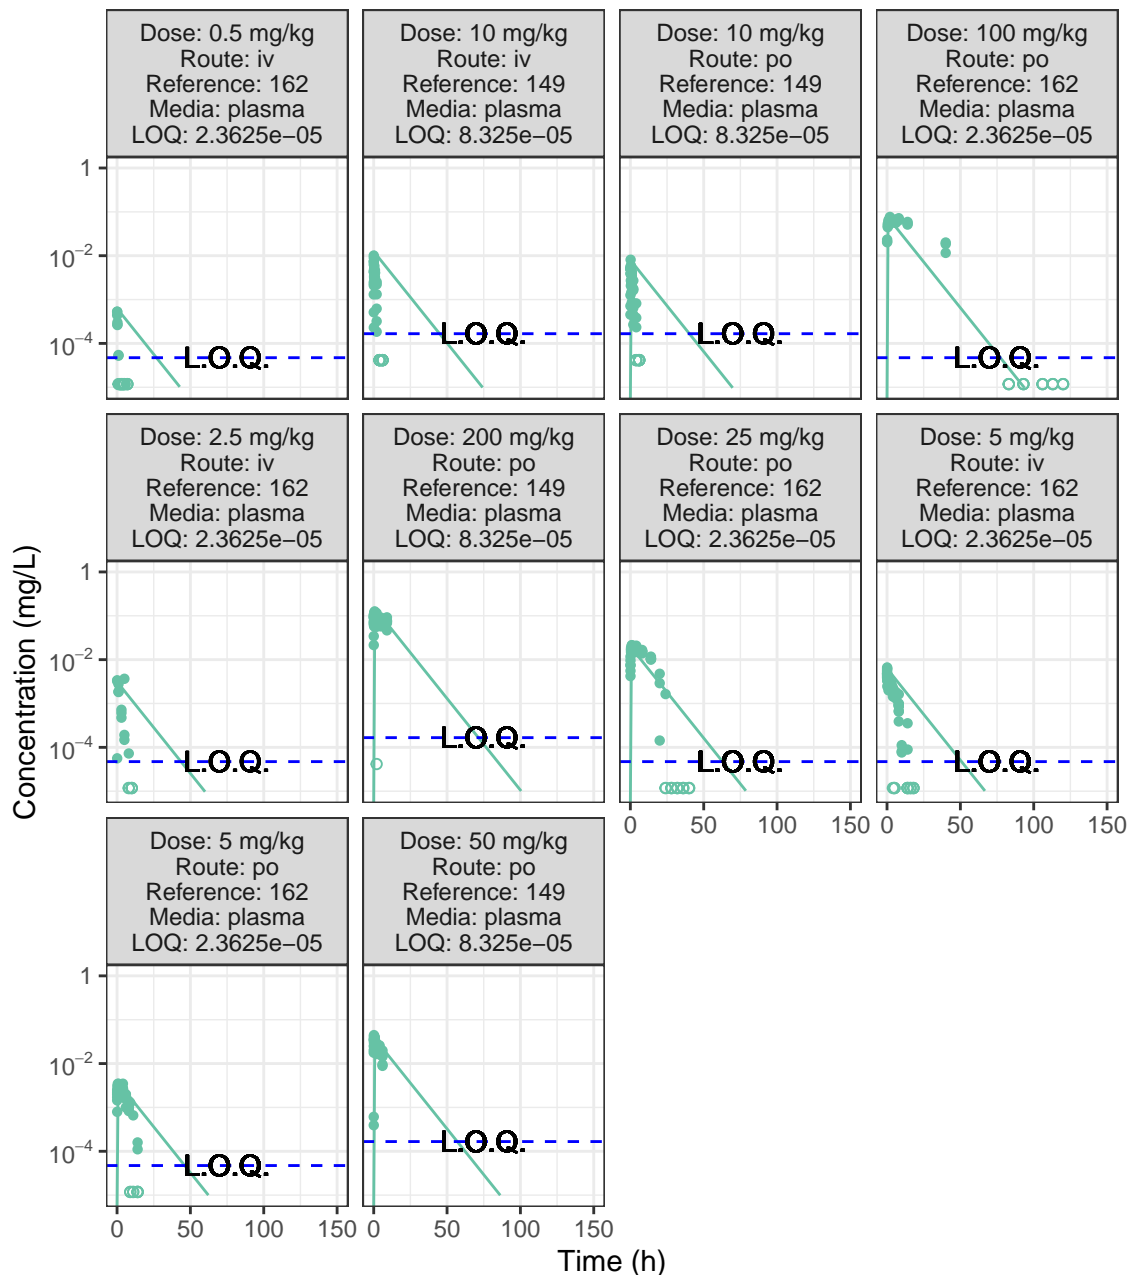 Dose: 0.5 mg/kg
Route: iv
Reference: 162
Media: plasma
LOQ: 2.3625e−05
Dose: 10 mg/kg
Route: iv
Reference: 149
Media: plasma
LOQ: 8.325e−05
Dose: 10 mg/kg
Route: po
Reference: 149
Media: plasma
LOQ: 8.325e−05
Dose: 100 mg/kg
Route: po
Reference: 162
Media: plasma
LOQ: 2.3625e−05
1
10⁻²
10⁻⁴
L.O.Q.
L.O.Q.
L.O.Q.
L.O.Q.
Dose: 2.5 mg/kg
Route: iv
Reference: 162
Media: plasma
LOQ: 2.3625e−05
Dose: 200 mg/kg
Route: po
Reference: 149
Media: plasma
LOQ: 8.325e−05
Dose: 25 mg/kg
Route: po
Reference: 162
Media: plasma
LOQ: 2.3625e−05
Dose: 5 mg/kg
Route: iv
Reference: 162
Media: plasma
LOQ: 2.3625e−05
1
10⁻²
10⁻⁴
L.O.Q.
L.O.Q.
L.O.Q.
L.O.Q.
0 50 100 150
0 50 100 150
Dose: 5 mg/kg
Route: po
Reference: 162
Media: plasma
LOQ: 2.3625e−05
Dose: 50 mg/kg
Route: po
Reference: 149
Media: plasma
LOQ: 8.325e−05
1
10⁻²
10⁻⁴
L.O.Q.
L.O.Q.
0 50 100 150
0 50 100 150
Time (h)
Concentration (mg/L)